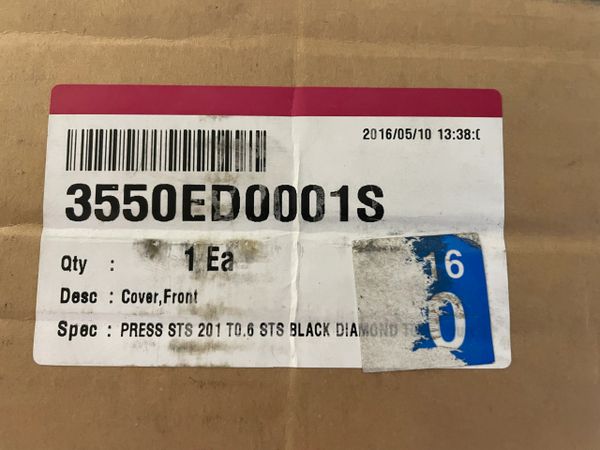 2016/05/10 13:38:0
3550ED0001S
Qty : 1 Ea
Desc : Cover,Front
Spec : PRESS STS 201 T0.6 STS BLACK DIAMOND
16
0